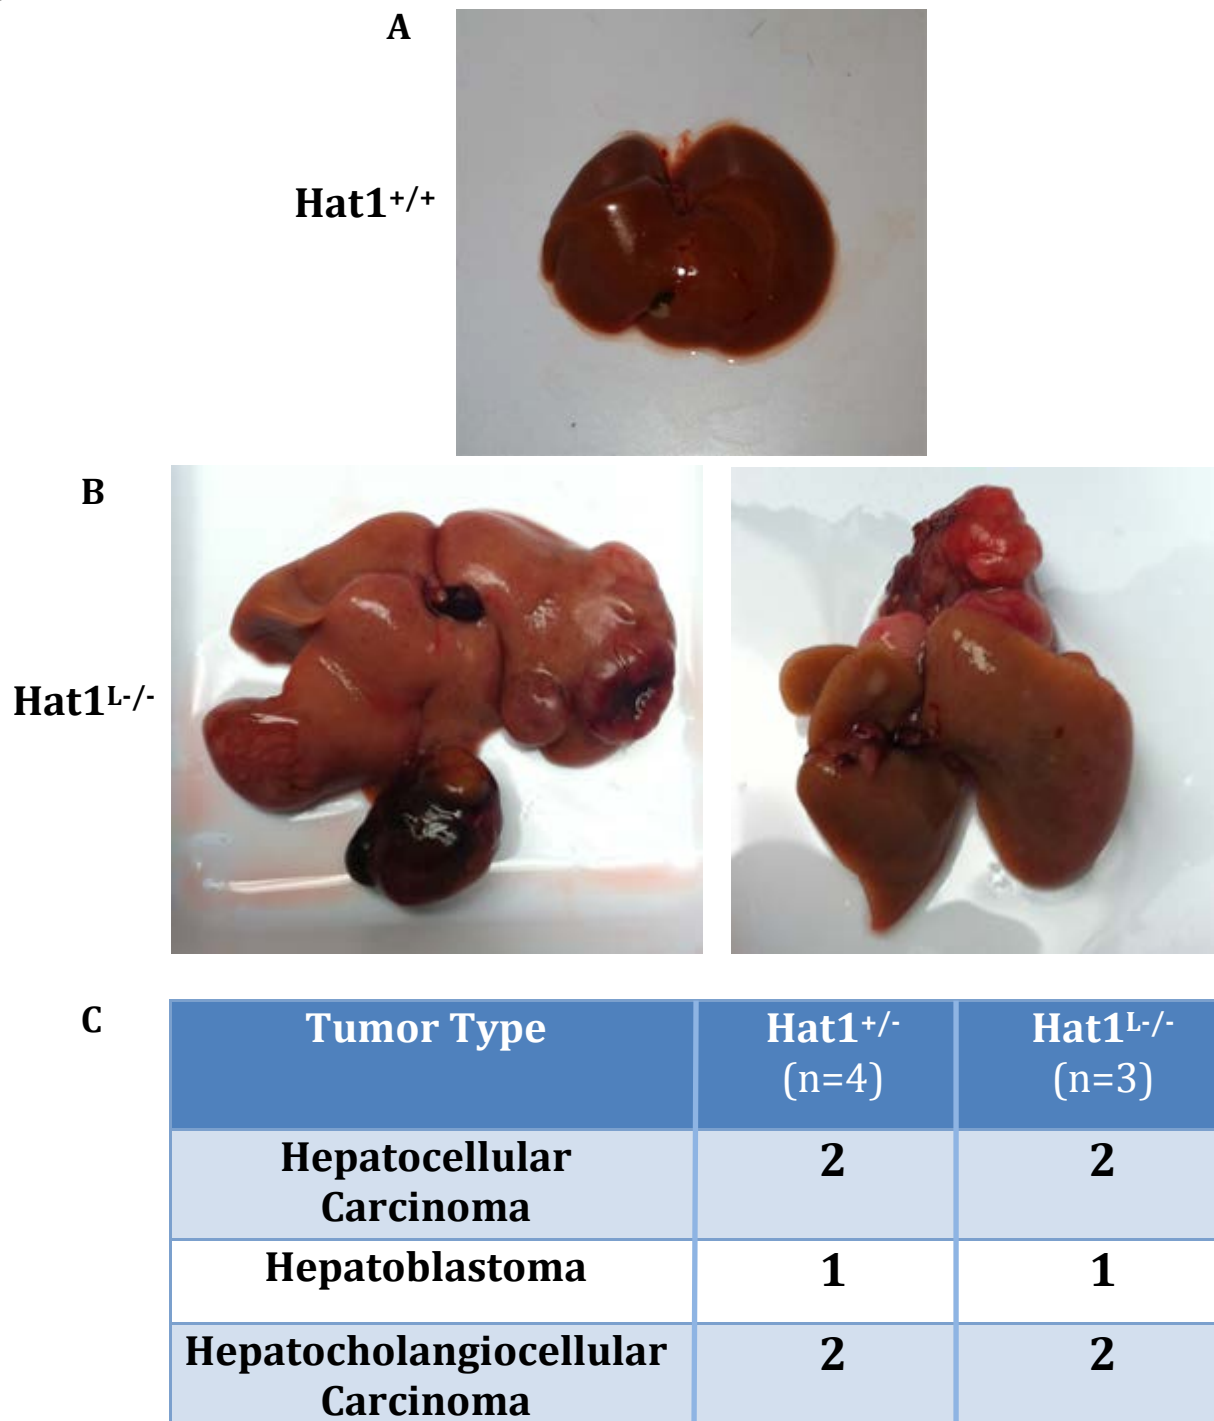 A
Hat1+/+
B
Hat1L-/-
C
Tumor Type Hat1+/- Hat1L-/-
(n=4) (n=3)
Hepatocellular 2 2
Carcinoma
Hepatoblastoma 1 1
Hepatocholangiocellular 2 2
Carcinoma